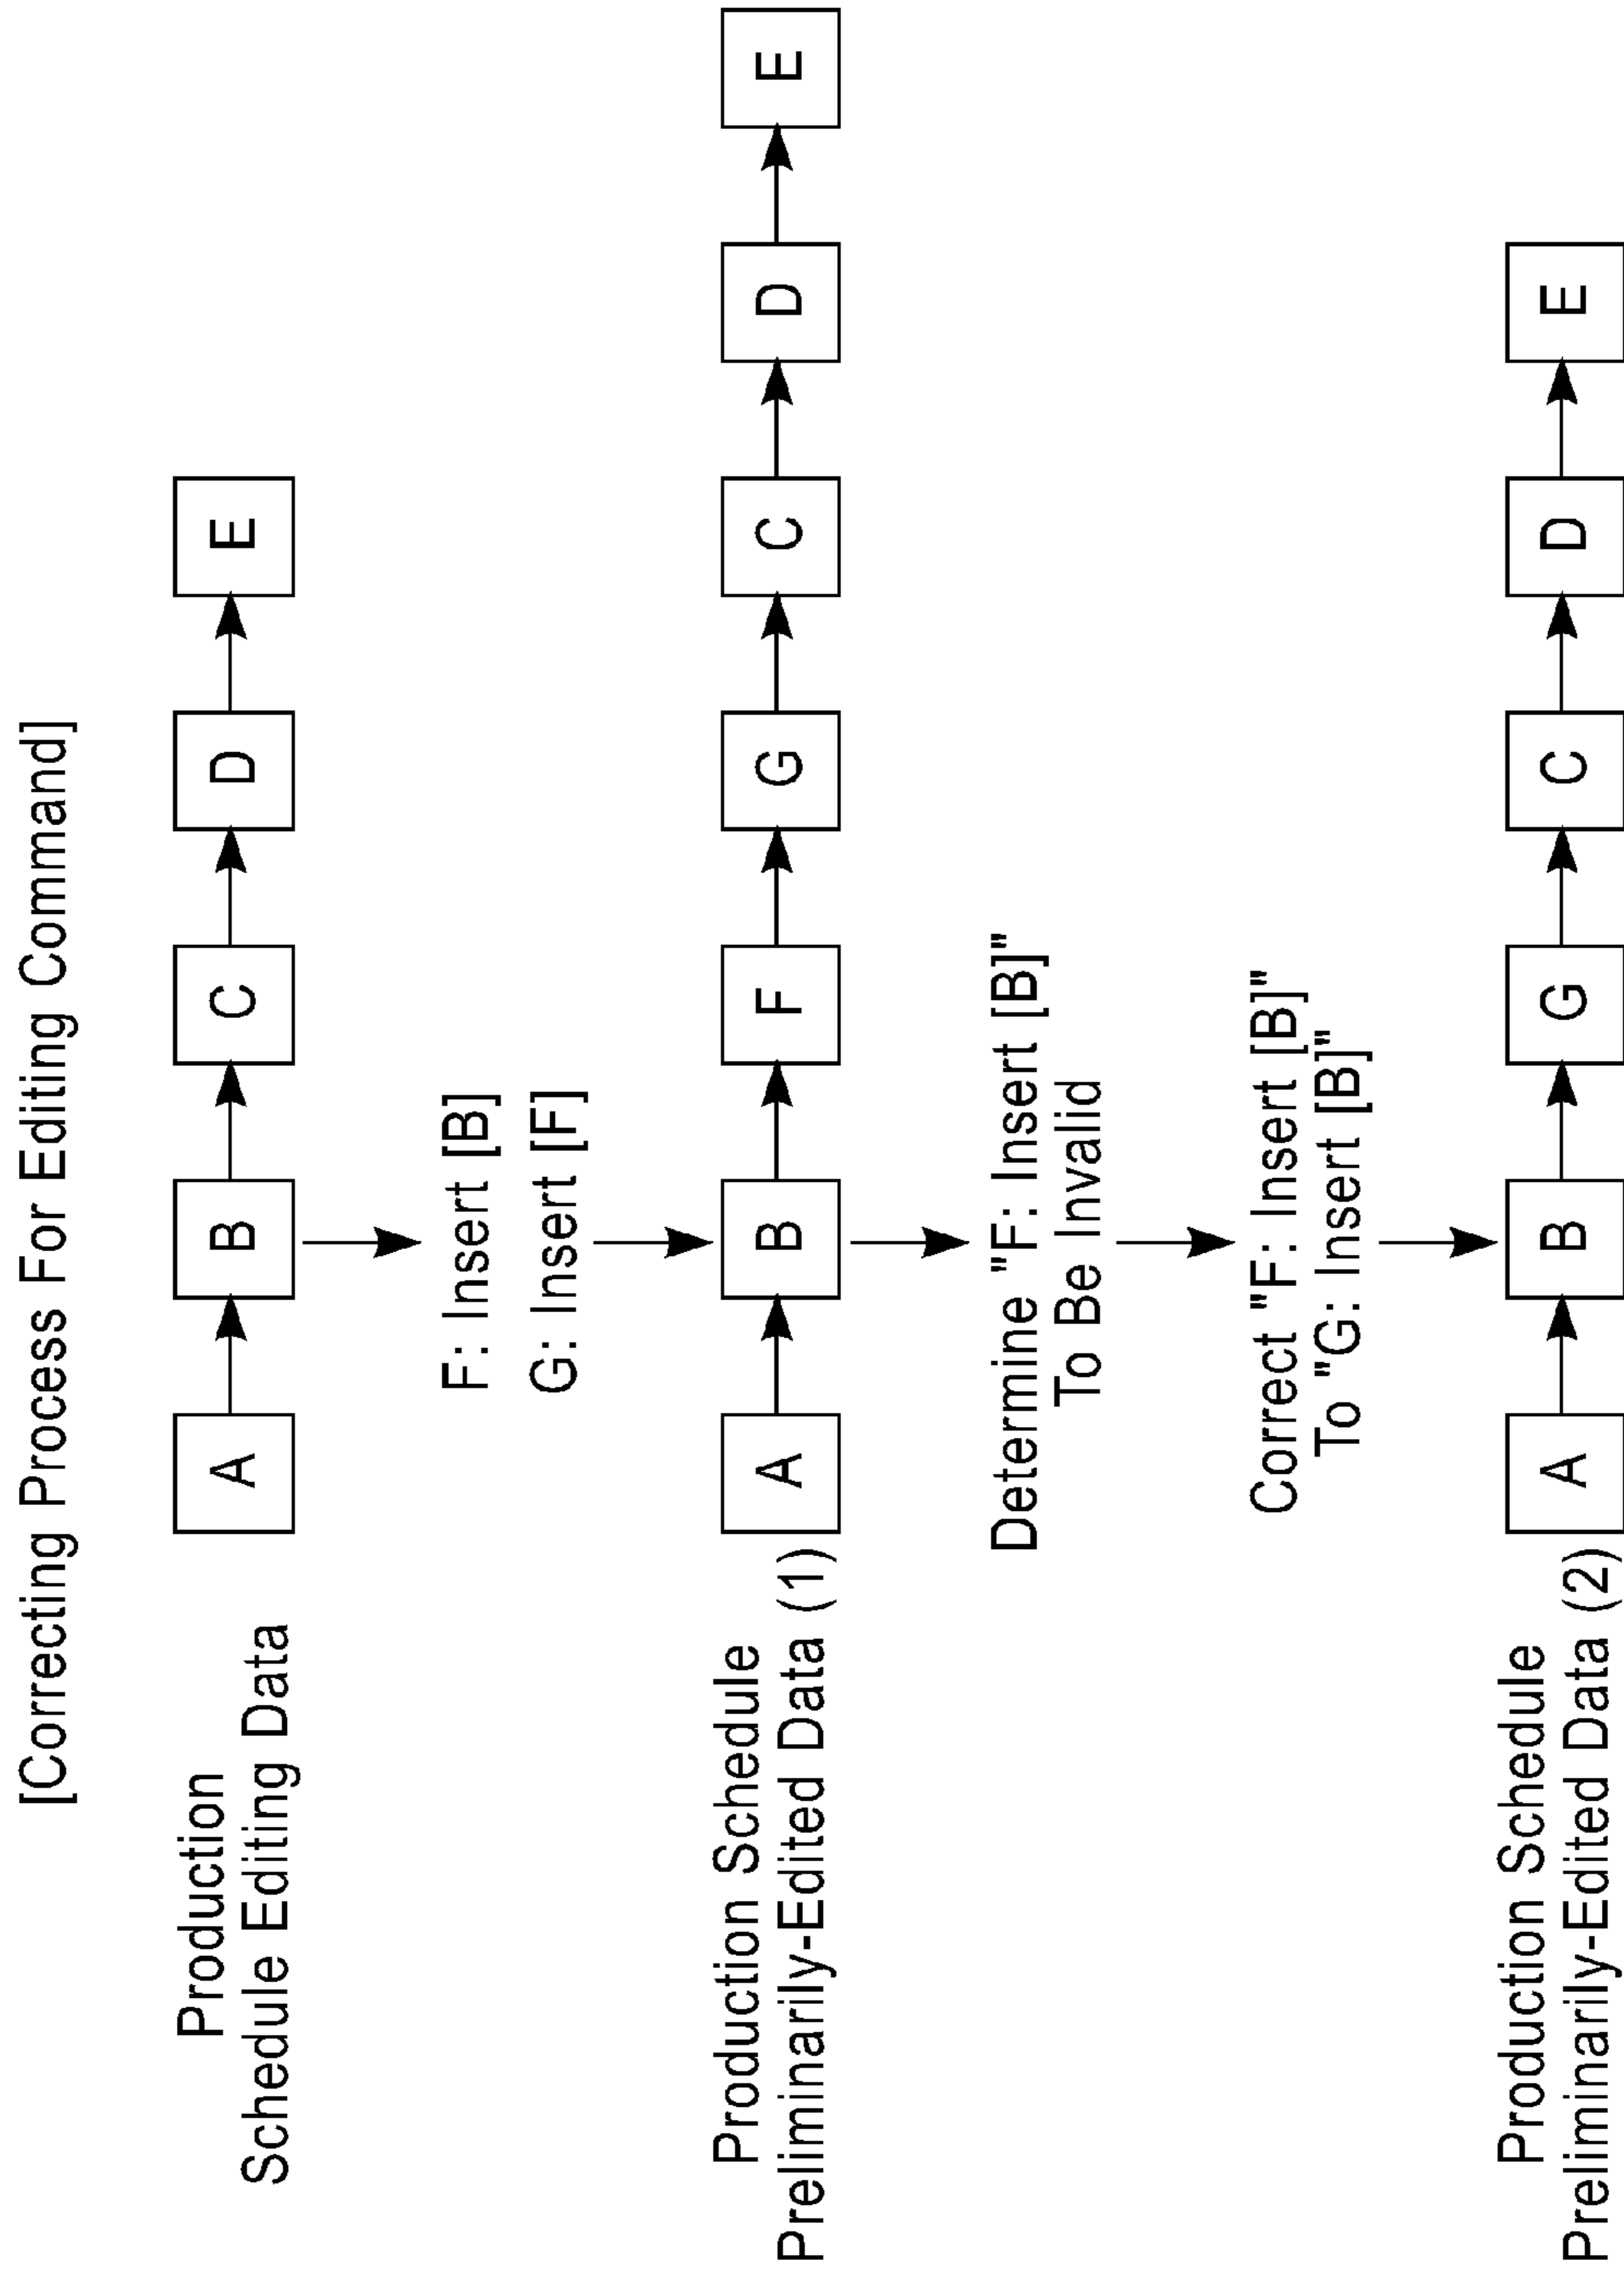 [Correcting Process For Editing Command]
Production
Schedule Editing Data
A B C D E
F: Insert [B]
G: Insert [F]
Production Schedule
Preliminarily-Edited Data (1)
A B F G C D E
Determine "F: Insert [B]"
To Be Invalid
Correct "F: Insert [B]"
To "G: Insert [B]"
Production Schedule
Preliminarily-Edited Data (2)
A B G C D E